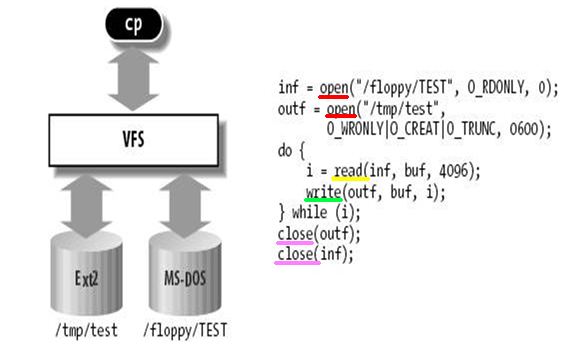 cp
VFS
Ext2
MS-DOS
/tmp/test
/floppy/TEST
inf = open("/floppy/TEST", O_RDONLY, 0);
outf = open("/tmp/test",
O_WRONLY|O_CREAT|O_TRUNC, 0600);
do {
i = read(inf, buf, 4096);
write(outf, buf, i);
} while (i);
close(outf);
close(inf);